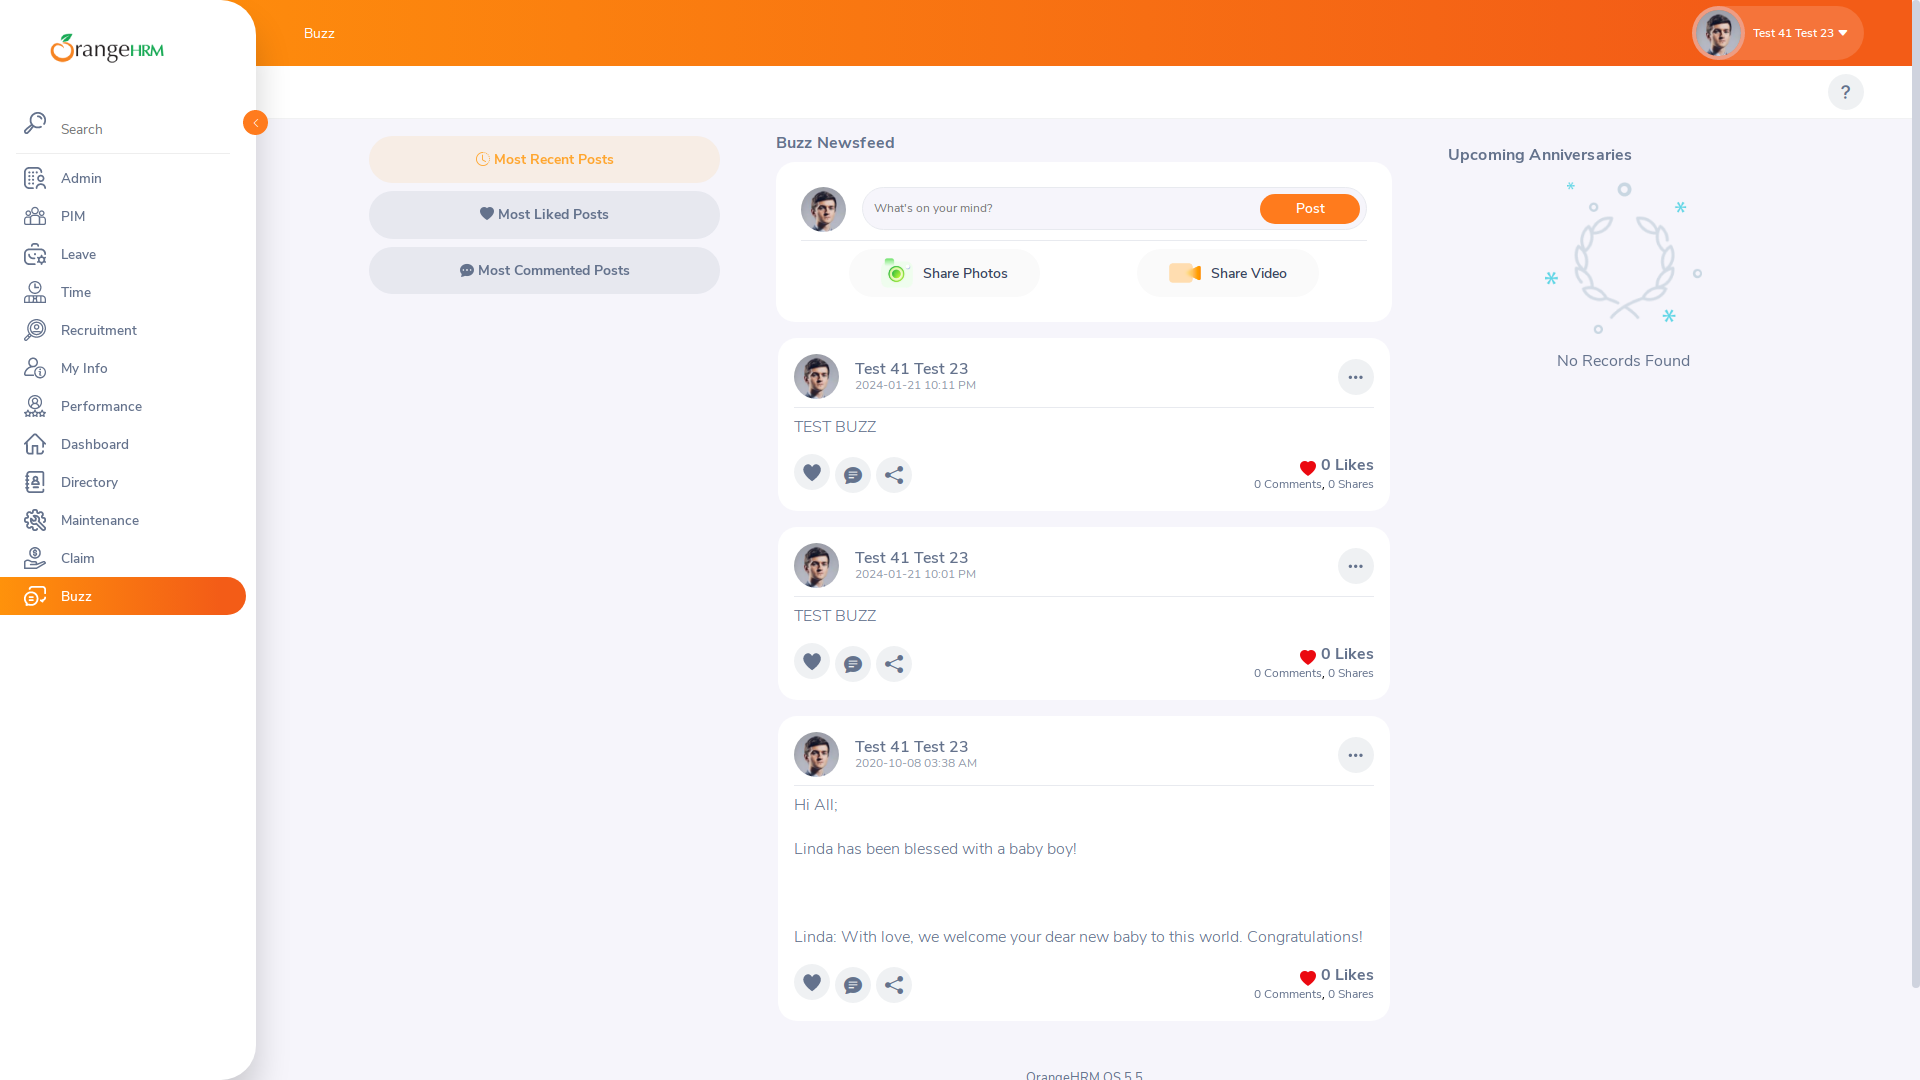 OrangeHRM
Buzz
Test 41 Test 23
?
Search
Admin
PIM
Leave
Time
Recruitment
My Info
Performance
Dashboard
Directory
Maintenance
Claim
Buzz
Most Recent Posts
Most Liked Posts
Most Commented Posts
Buzz Newsfeed
What's on your mind?
Post
Share Photos
Share Video
Test 41 Test 23
2024-01-21 10:11 PM
TEST BUZZ
0 Likes
0 Comments, 0 Shares
Test 41 Test 23
2024-01-21 10:01 PM
TEST BUZZ
0 Likes
0 Comments, 0 Shares
Test 41 Test 23
2020-10-08 03:38 AM
Hi All;
Linda has been blessed with a baby boy!
Linda: With love, we welcome your dear new baby to this world. Congratulations!
0 Likes
0 Comments, 0 Shares
Upcoming Anniversaries
No Records Found
OrangeHRM OS 5.5